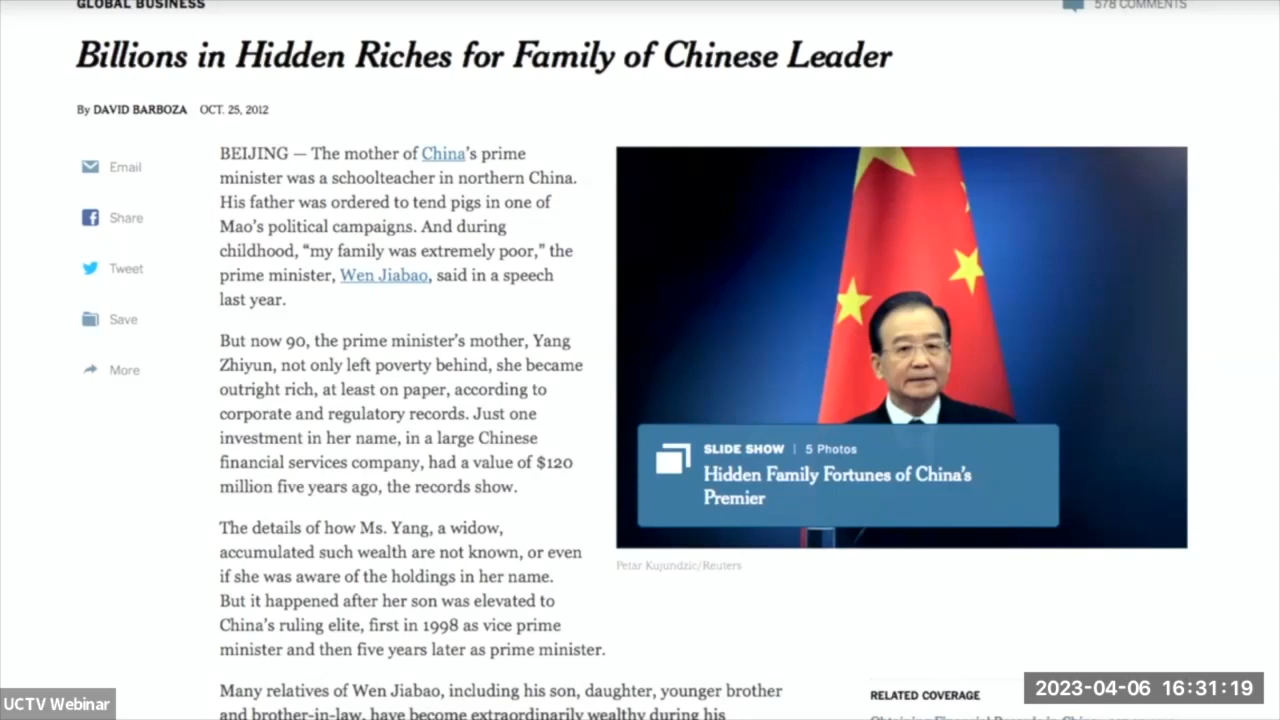 GLOBAL BUSINESS
578 COMMENTS
Billions in Hidden Riches for Family of Chinese Leader
By DAVID BARBOZA OCT. 25, 2012
Email
Share
Tweet
Save
More
BEIJING — The mother of China's prime
minister was a schoolteacher in northern China.
His father was ordered to tend pigs in one of
Mao's political campaigns. And during
childhood, “my family was extremely poor,” the
prime minister, Wen Jiabao, said in a speech
last year.
But now 90, the prime minister's mother, Yang
Zhiyun, not only left poverty behind, she became
outright rich, at least on paper, according to
corporate and regulatory records. Just one
investment in her name, in a large Chinese
financial services company, had a value of $120
million five years ago, the records show.
The details of how Ms. Yang, a widow,
accumulated such wealth are not known, or even
if she was aware of the holdings in her name.
But it happened after her son was elevated to
China's ruling elite, first in 1998 as vice prime
minister and then five years later as prime minister.
Many relatives of Wen Jiabao, including his son, daughter, younger brother
and brother-in-law, have become extraordinarily wealthy during his
SLIDE SHOW | 5 Photos
Hidden Family Fortunes of China's
Premier
Petar Kujundzic/Reuters
RELATED COVERAGE
Obtaining Financial Records in China
UCTV Webinar
2023-04-06 16:31:19